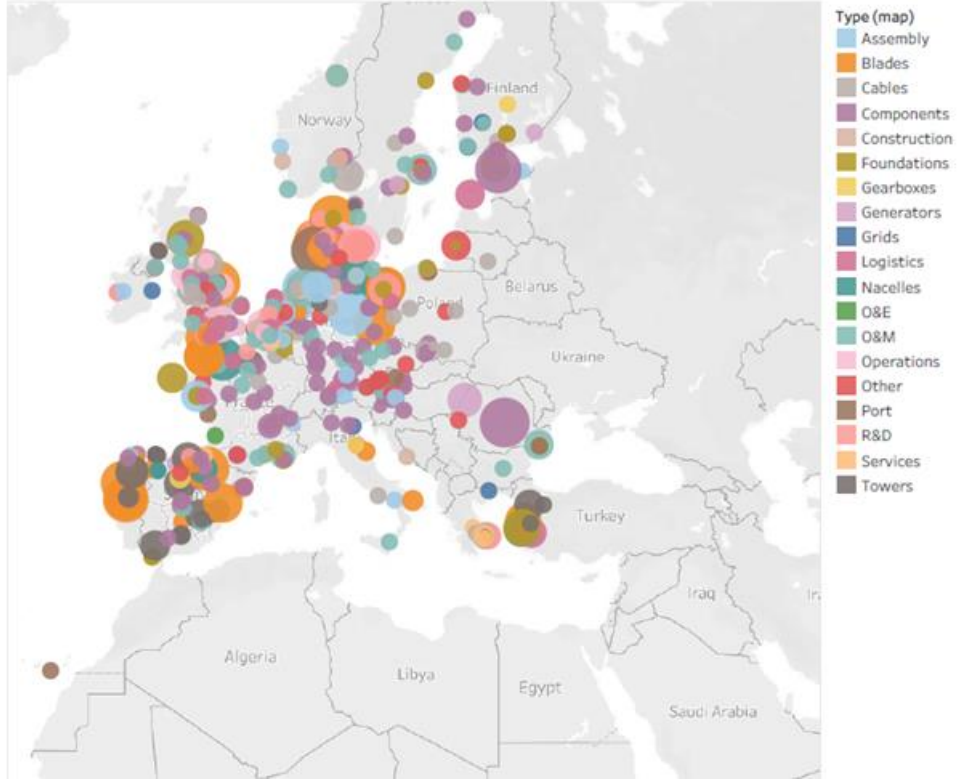 Type (map)
Assembly
Blades
Cables
Components
Construction
Foundations
Gearboxes
Generators
Grids
Logistics
Nacelles
O&E
O&M
Operations
Other
Port
R&D
Services
Towers
Finland
Norway
Belarus
Poland
Ukraine
Ita
Turkey
Iraq
Algeria
Libya
Egypt
Saudi Arabia